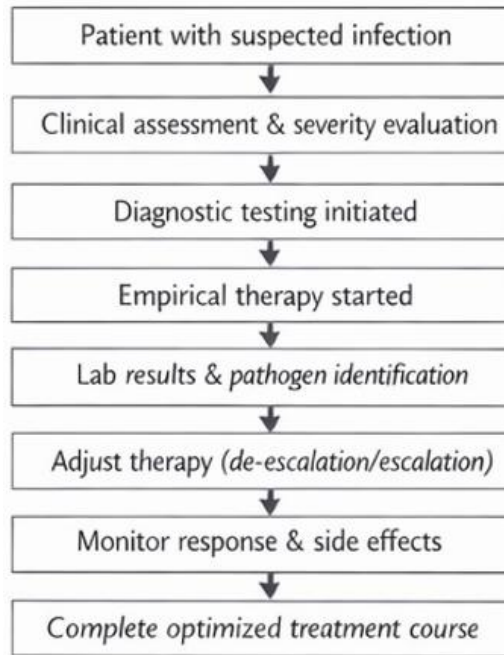 Patient with suspected infection
Clinical assessment & severity evaluation
Diagnostic testing initiated
Empirical therapy started
Lab results & pathogen identification
Adjust therapy (de-escalation/escalation)
Monitor response & side effects
Complete optimized treatment course